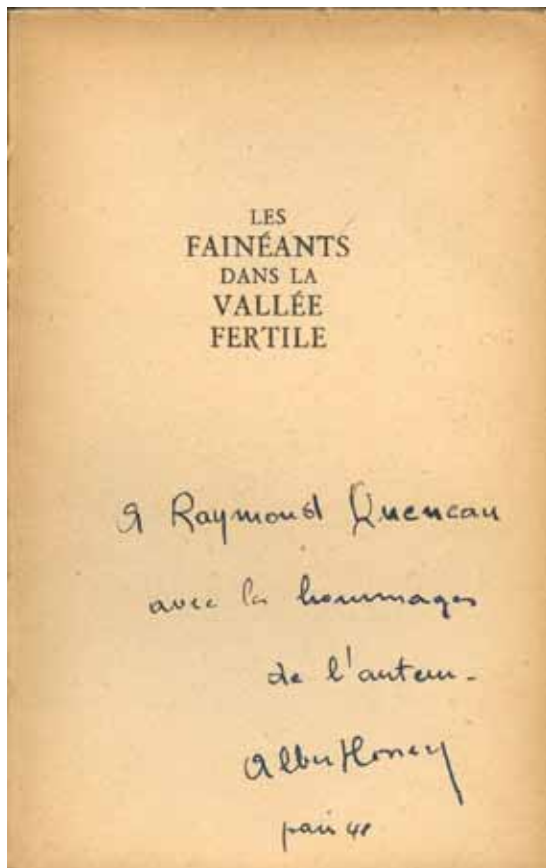 LES
FAINÉANTS
DANS LA
VALLÉE
FERTILE
A Raymond Queneau
avec les hommages
de l'auteur.
Albert Cossery
Paris 48